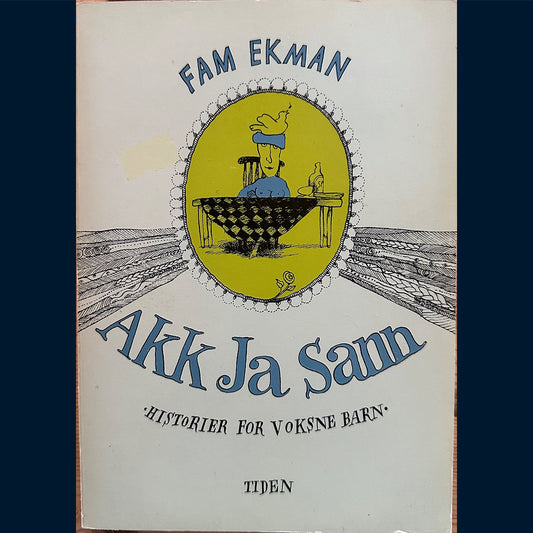 FAM EKMAN
Akk Ja Sann
·HISTORIER FOR VOKSNE BARN·
TIDEN